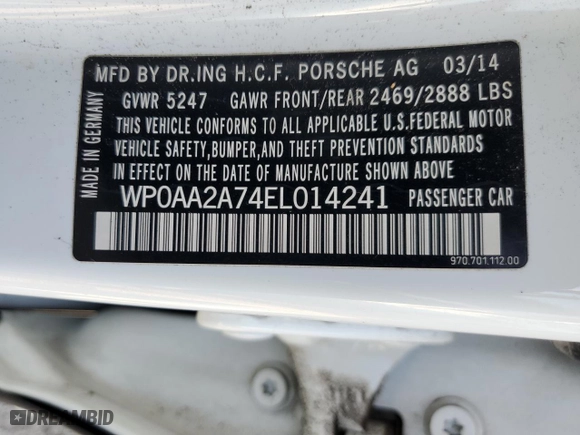 MFD BY DR.ING H.C.F. PORSCHE AG 03/14
GVWR 5247 GAWR FRONT/REAR 2469/2888 LBS
THIS VEHICLE CONFORMS TO ALL APPLICABLE U.S.FEDERAL MOTOR
VEHICLE SAFETY,BUMPER,AND THEFT PREVENTION STANDARDS
IN EFFECT ON THE DATE OF MANUFACTURE SHOWN ABOVE
WP0AA2A74EL014241 PASSENGER CAR
MADE IN GERMANY
970.701.112.00
DREAMBID